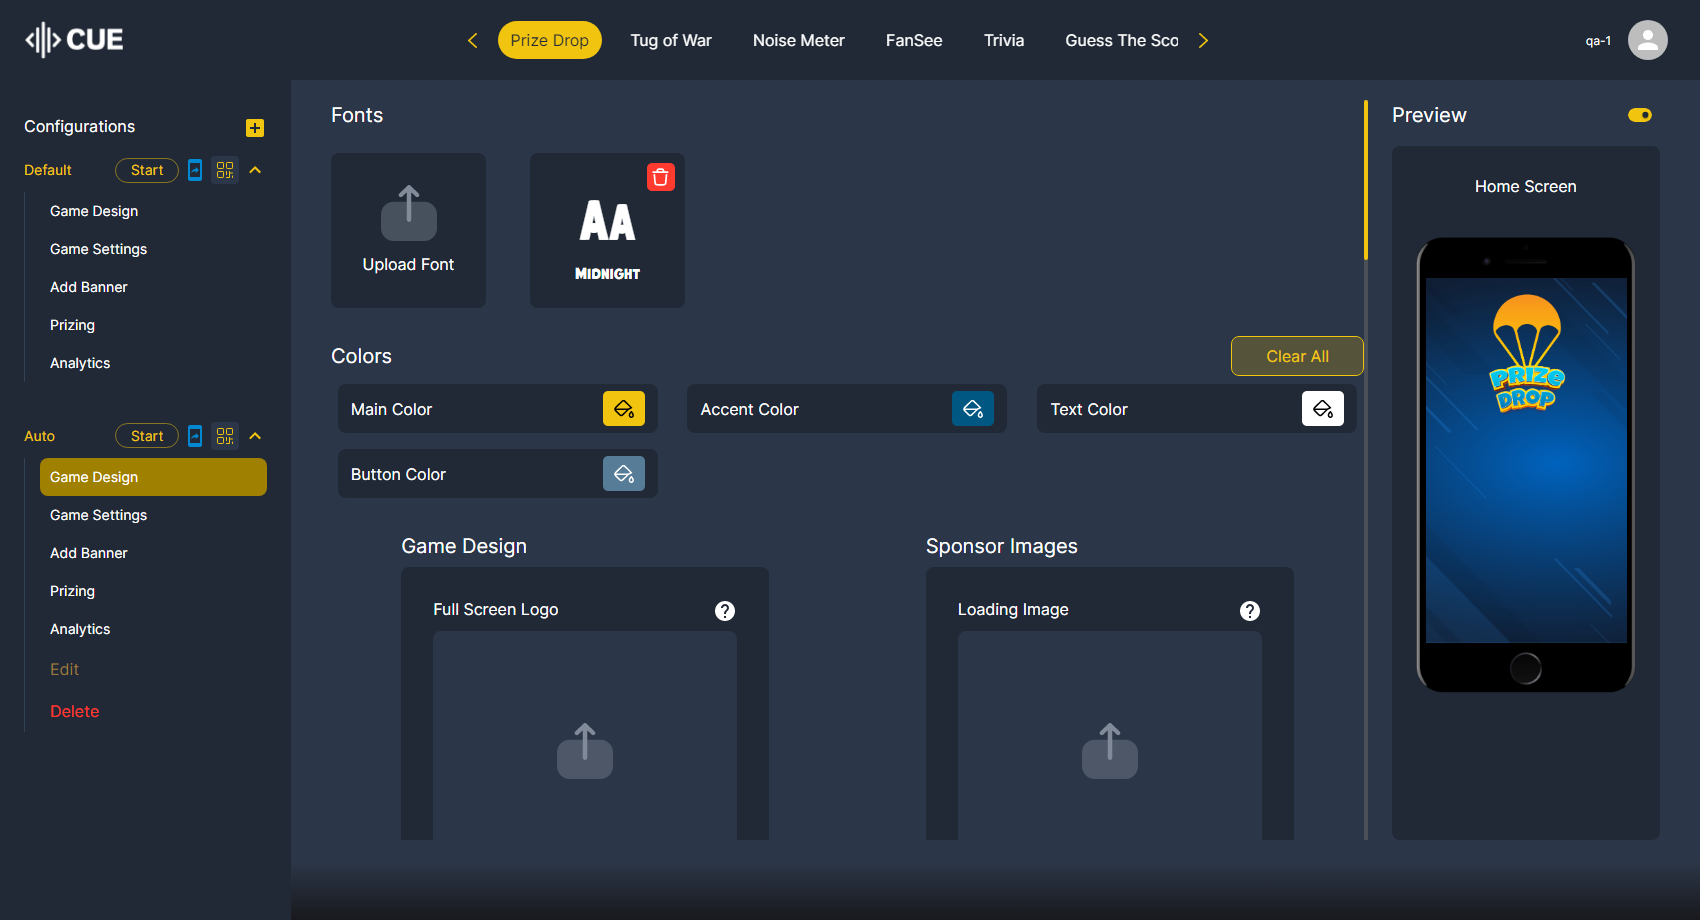 CUE
Prize Drop
Tug of War
Noise Meter
FanSee
Trivia
Guess The Sco
qa-1
Configurations
Default
Start
Game Design
Game Settings
Add Banner
Prizing
Analytics
Auto
Start
Game Design
Game Settings
Add Banner
Prizing
Analytics
Edit
Delete
Fonts
Upload Font
AA
MIDNIGHT
Colors
Clear All
Main Color
Accent Color
Text Color
Button Color
Game Design
Full Screen Logo
?
Sponsor Images
Loading Image
?
Preview
Home Screen
PRIZE
DROP